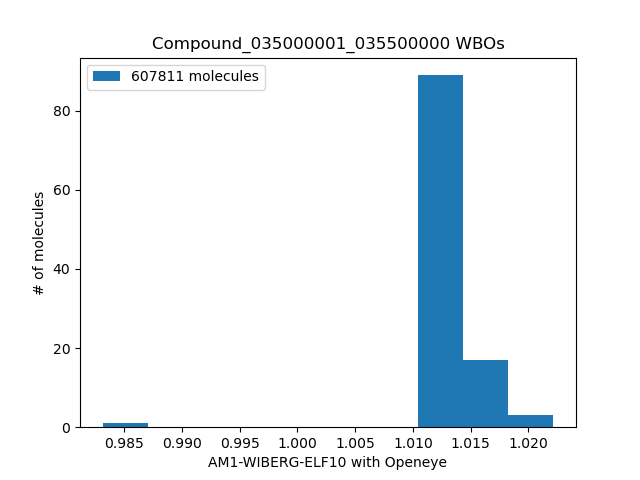 Compound_035000001_035500000 WBOs
607811 molecules
# of molecules
80
60
40
20
0
0.985 0.990 0.995 1.000 1.005 1.010 1.015 1.020
AM1-WIBERG-ELF10 with Openeye